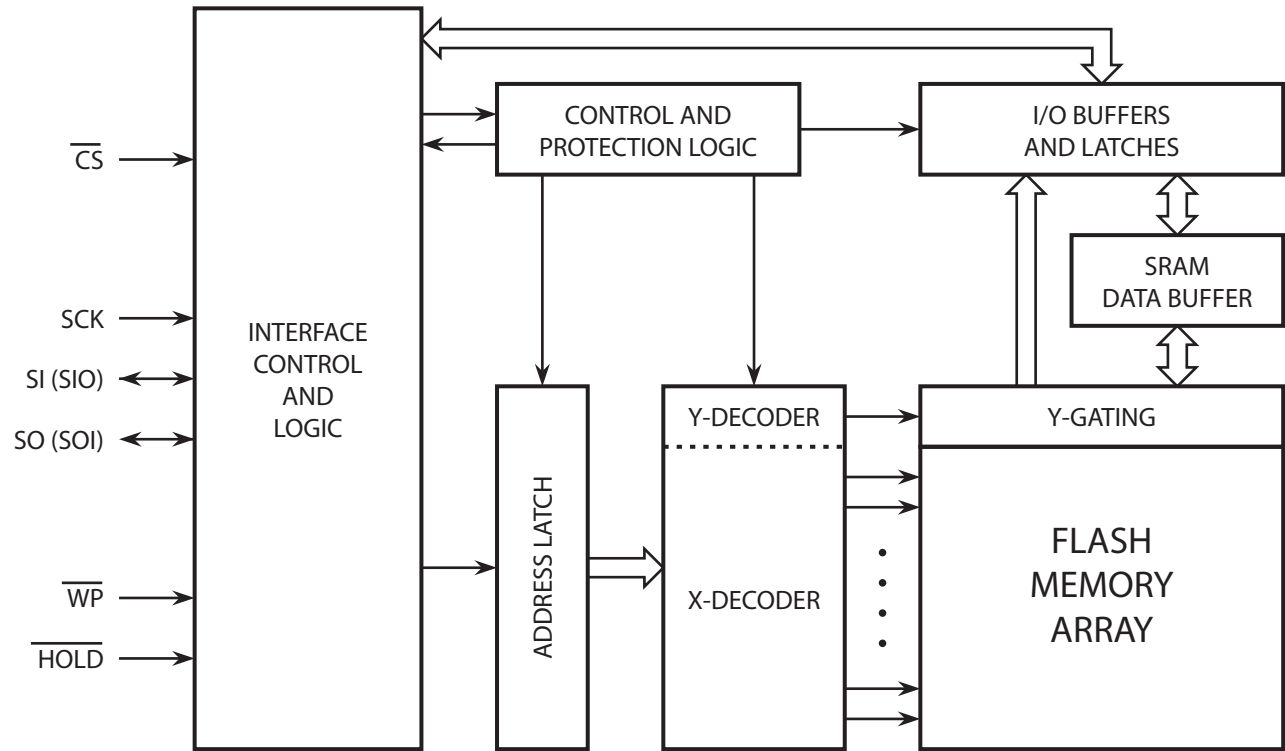 CS
SCK
SI (SIO)
SO (SOI)
WP
HOLD
INTERFACE
CONTROL
AND
LOGIC
CONTROL AND
PROTECTION LOGIC
I/O BUFFERS
AND LATCHES
SRAM
DATA BUFFER
ADDRESS LATCH
Y-DECODER
X-DECODER
Y-GATING
FLASH
MEMORY
ARRAY